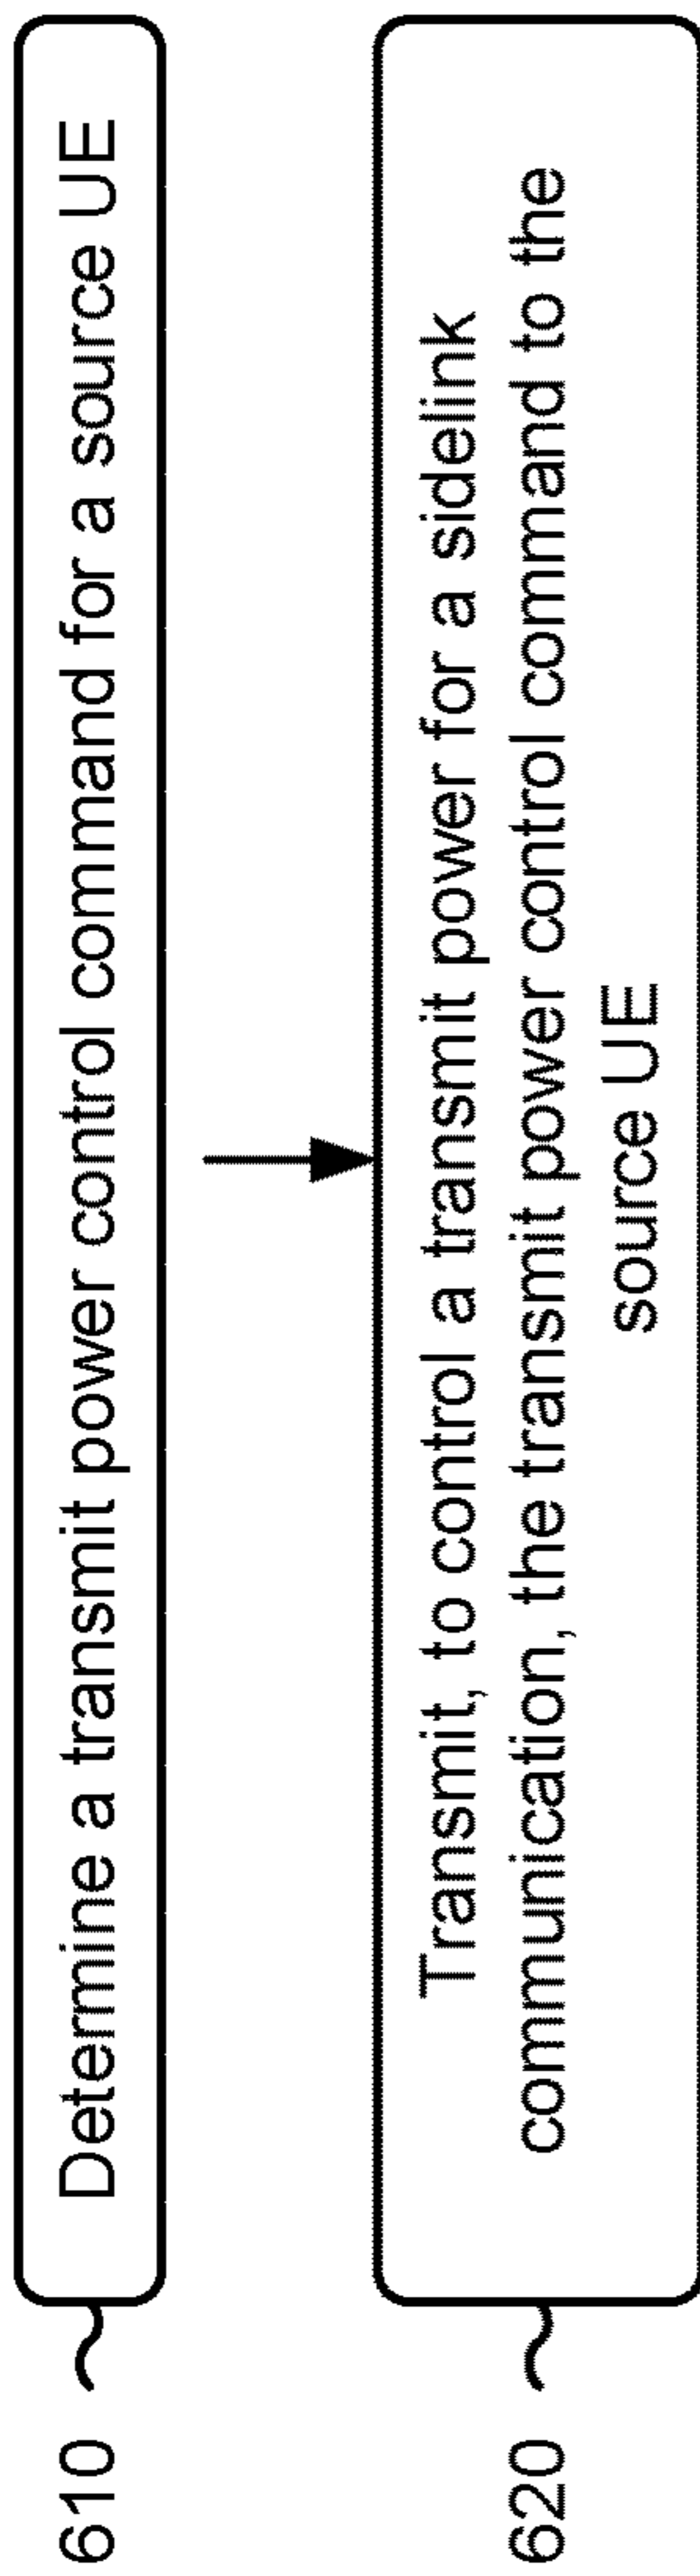 610
Determine a transmit power control command for a source UE
620
Transmit, to control a transmit power for a sidelink
communication, the transmit power control command to the
source UE